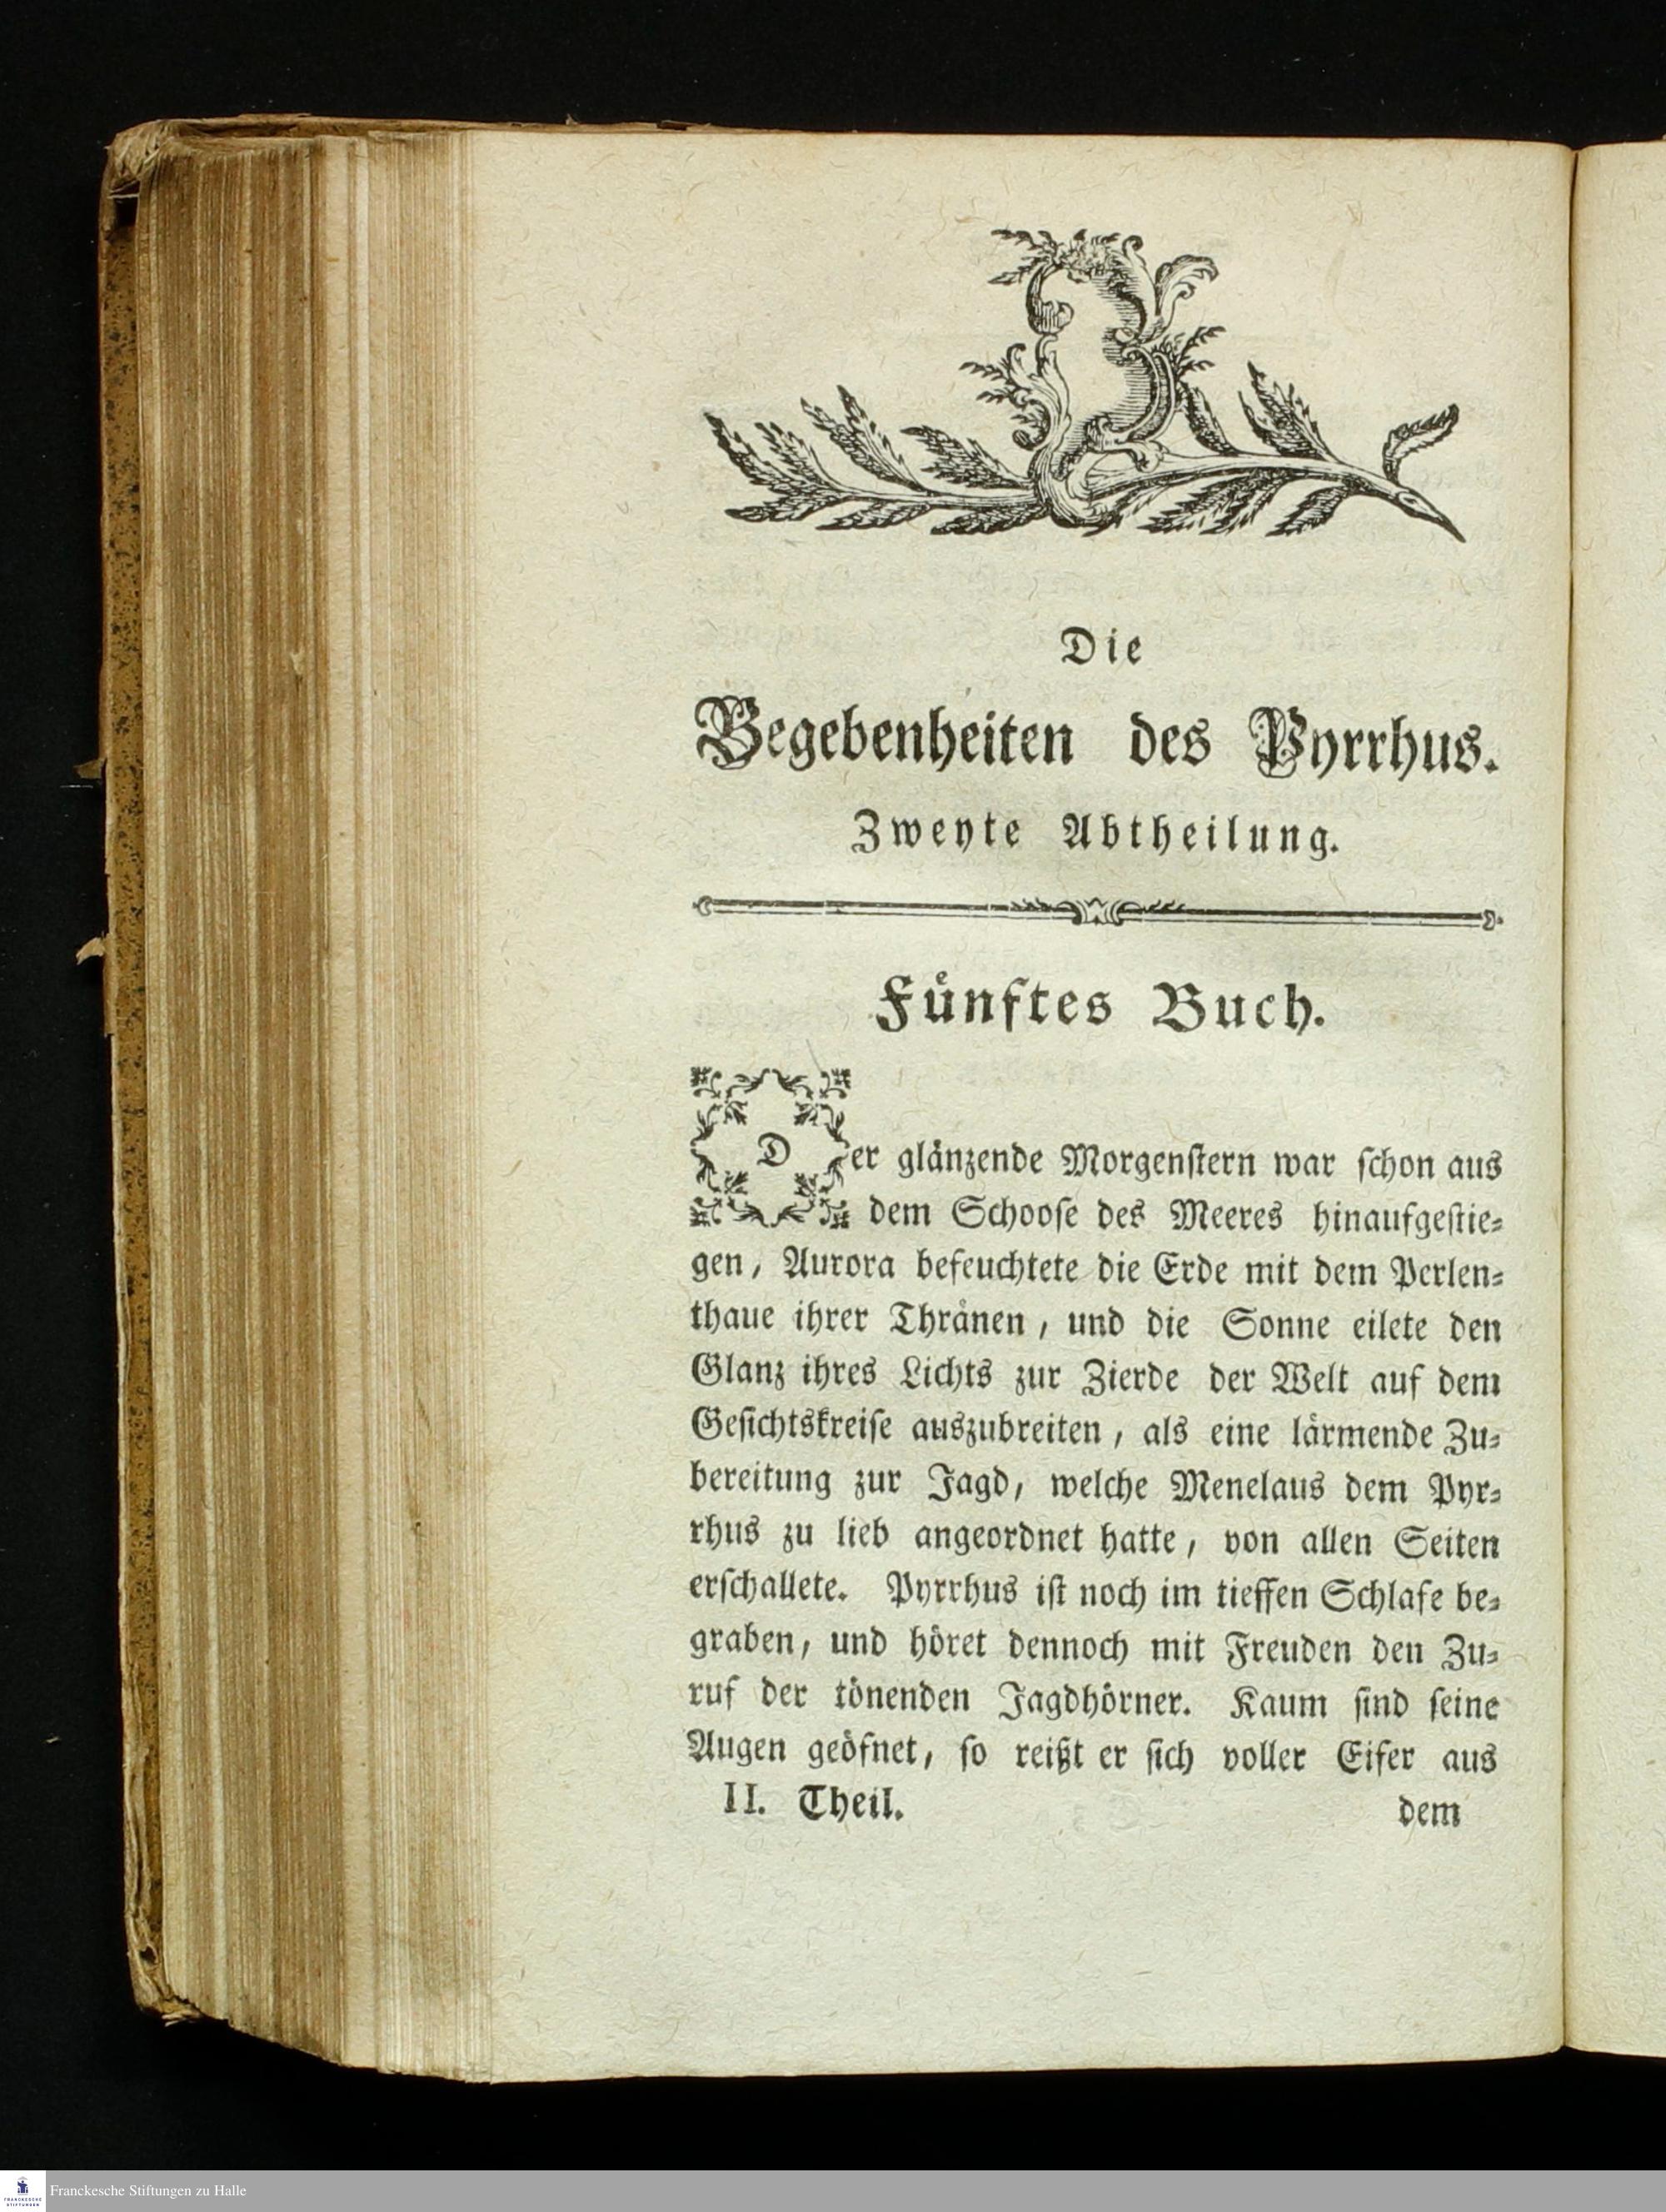 Die
Begebenheiten des Pyrrhus.
Zweyte Abtheilung.
Fünftes Buch.
Der glänzende Morgenstern war schon aus
dem Schoose des Meeres hinaufgestie-
gen, Aurora befeuchtete die Erde mit dem Perlen-
thaue ihrer Thränen, und die Sonne eilete den
Glanz ihres Lichts zur Zierde der Welt auf dem
Gesichtskreise auszubreiten, als eine lärmende Zu-
bereitung zur Jagd, welche Menelaus dem Pyr-
rhus zu lieb angeordnet hatte, von allen Seiten
erschallete. Pyrrhus ist noch im tieffen Schlafe be-
graben, und höret dennoch mit Freuden den Zu-
ruf der tönenden Jagdhörner. Kaum sind seine
Augen geöfnet, so reißt er sich voller Eifer aus
II. Theil. dem
FRANCKESCHE
STIFTUNGEN
Franckesche Stiftungen zu Halle